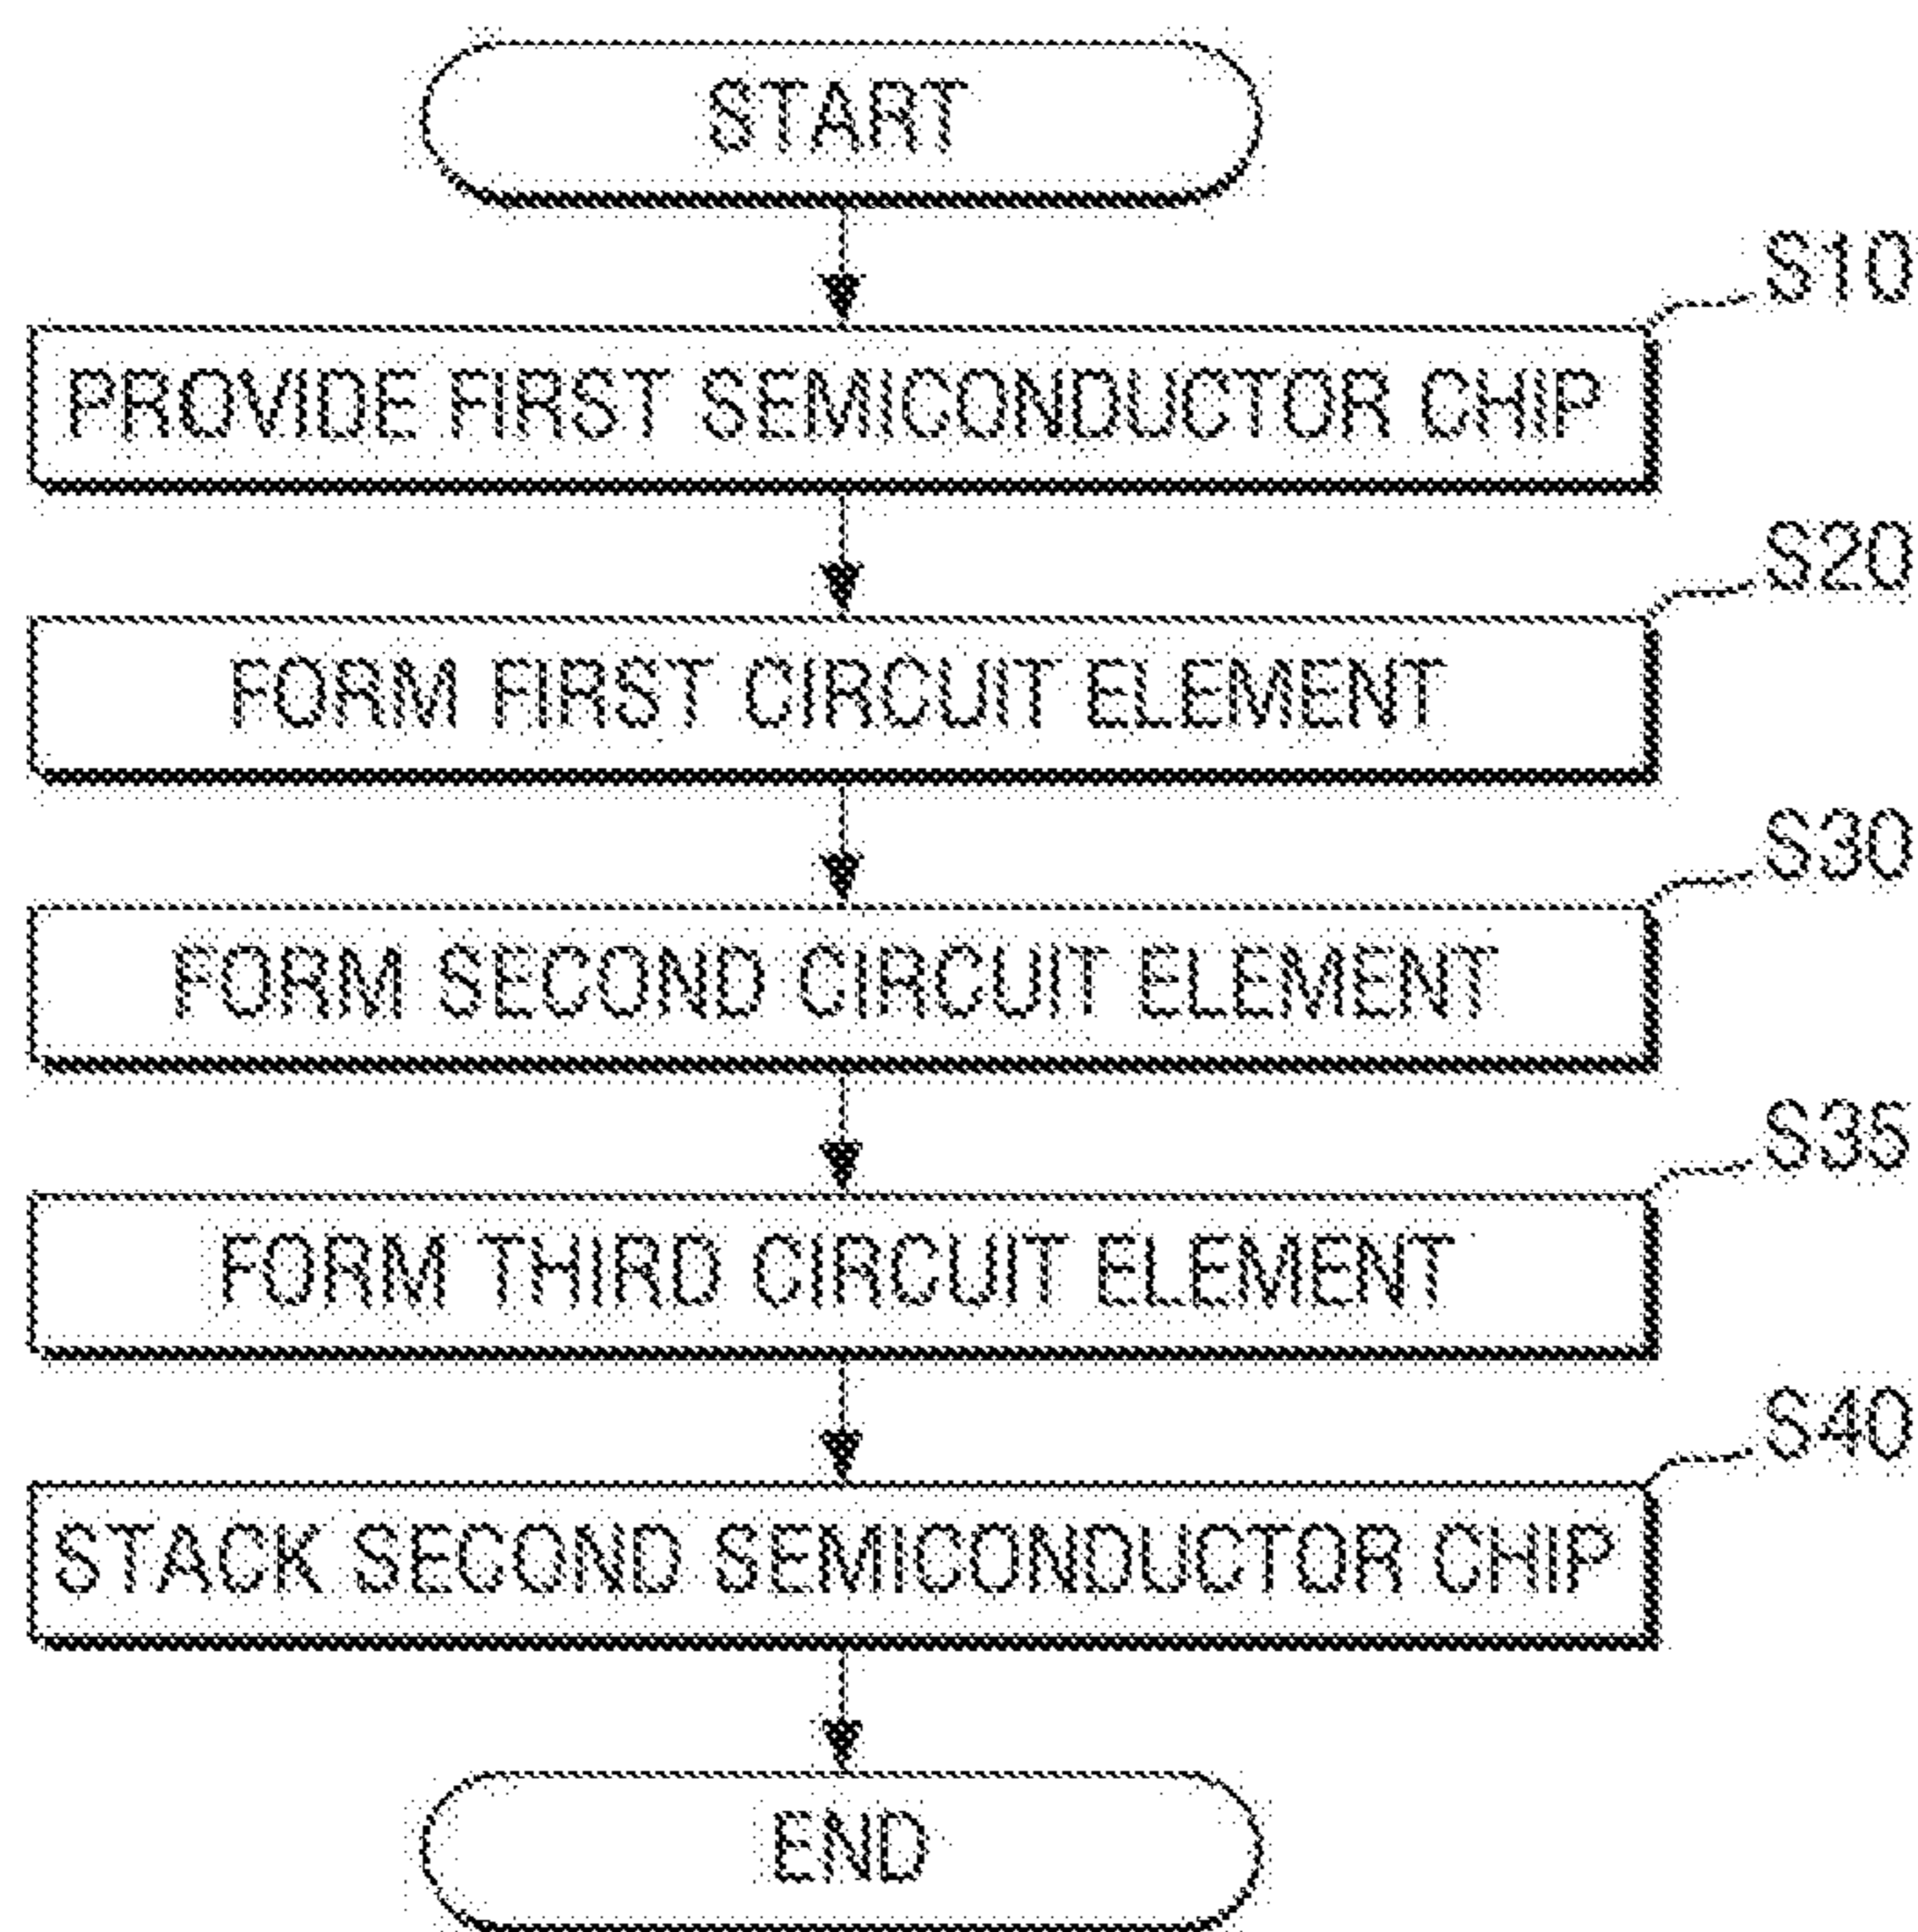 START
S10
PROVIDE FIRST SEMICONDUCTOR CHIP
S20
FORM FIRST CIRCUIT ELEMENT
S30
FORM SECOND CIRCUIT ELEMENT
S35
FORM THIRD CIRCUIT ELEMENT
S40
STACK SECOND SEMICONDUCTOR CHIP
END